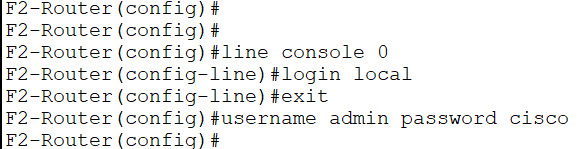 F2-Router(config)#
F2-Router(config)#
F2-Router(config)#line console 0
F2-Router(config-line)#login local
F2-Router(config-line)#exit
F2-Router(config)#username admin password cisco
F2-Router(config)#